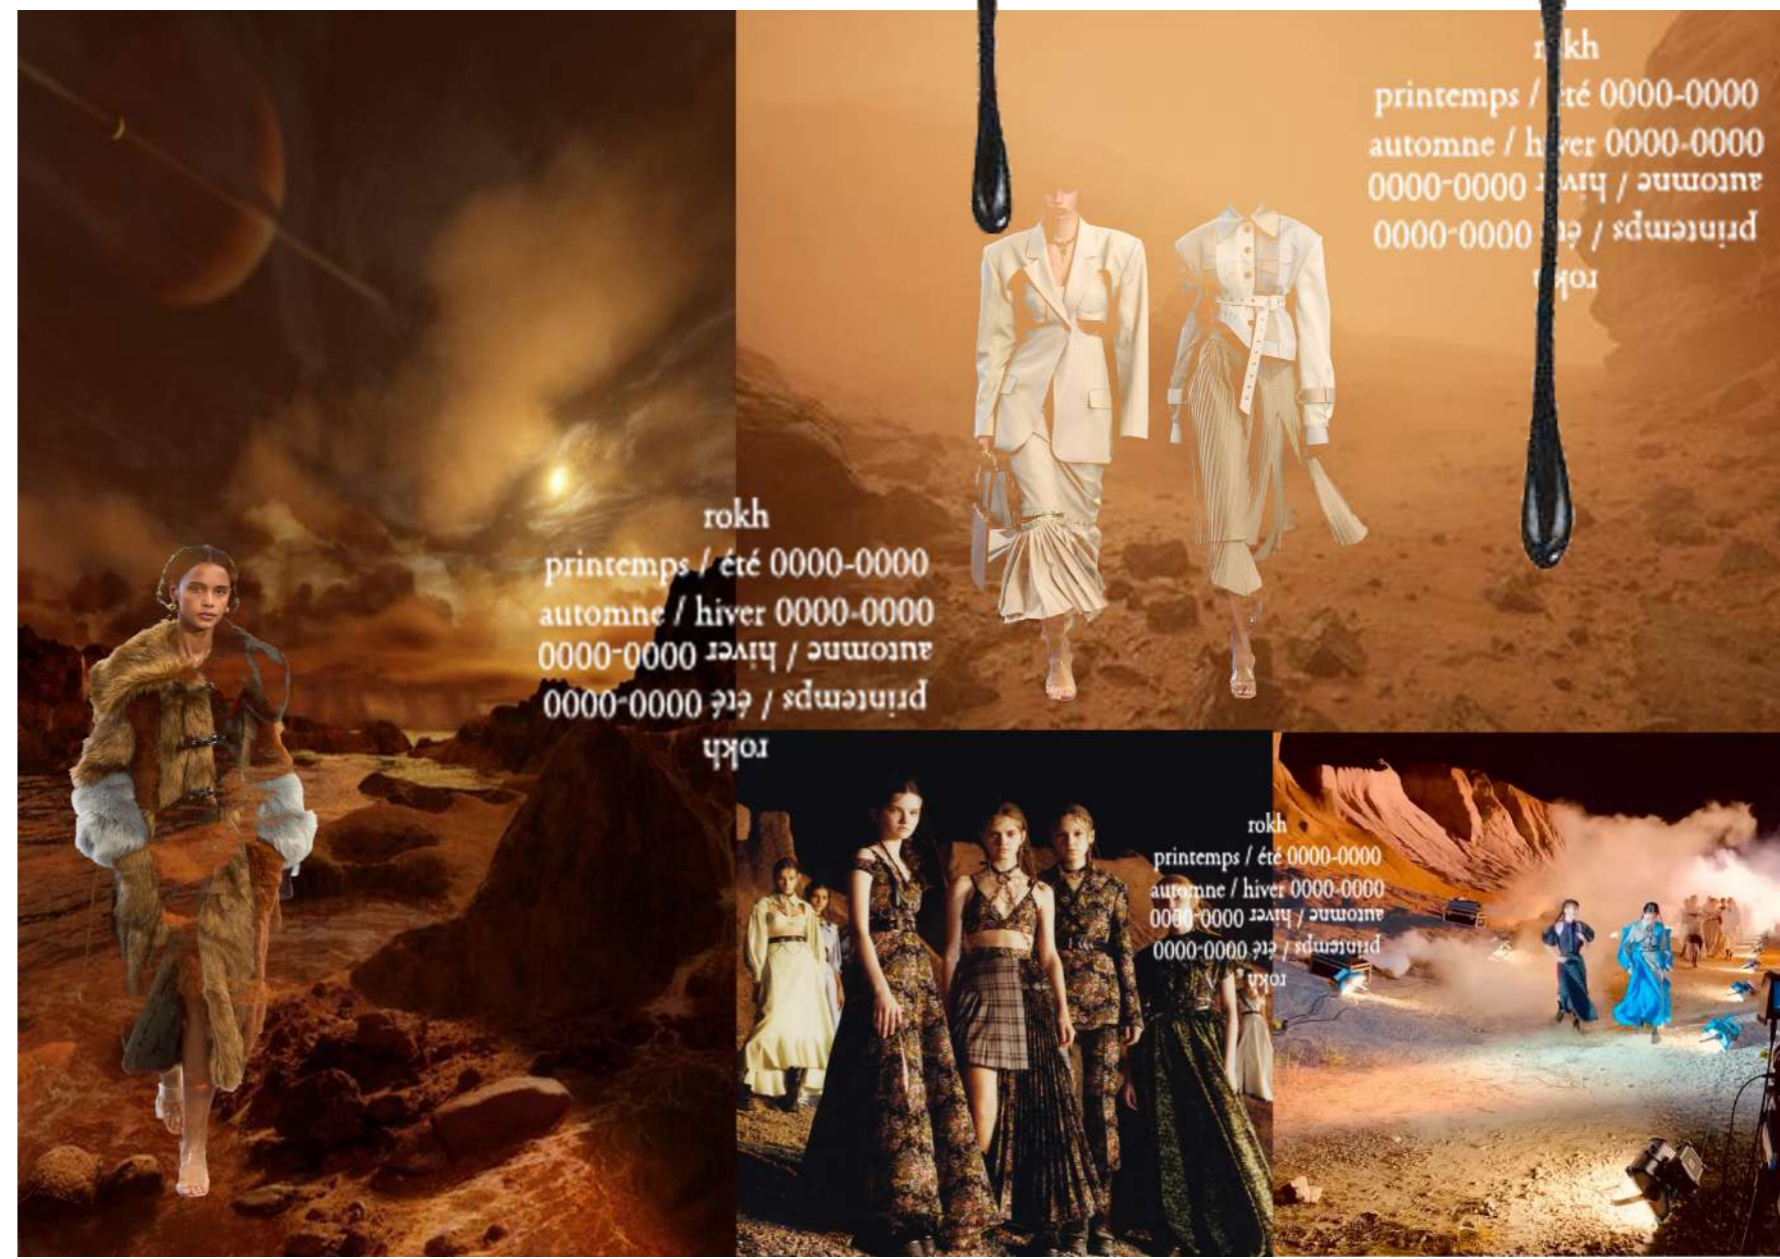 rokh
printemps / été 0000-0000
automne / hiver 0000-0000
automne / hiver 0000-0000
printemps / été 0000-0000
rokh
rokh
printemps / été 0000-0000
automne / hiver 0000-0000
automne / hiver 0000-0000
printemps / été 0000-0000
rokh
rokh
printemps / été 0000-0000
automne / hiver 0000-0000
automne / hiver 0000-0000
printemps / été 0000-0000
rokh